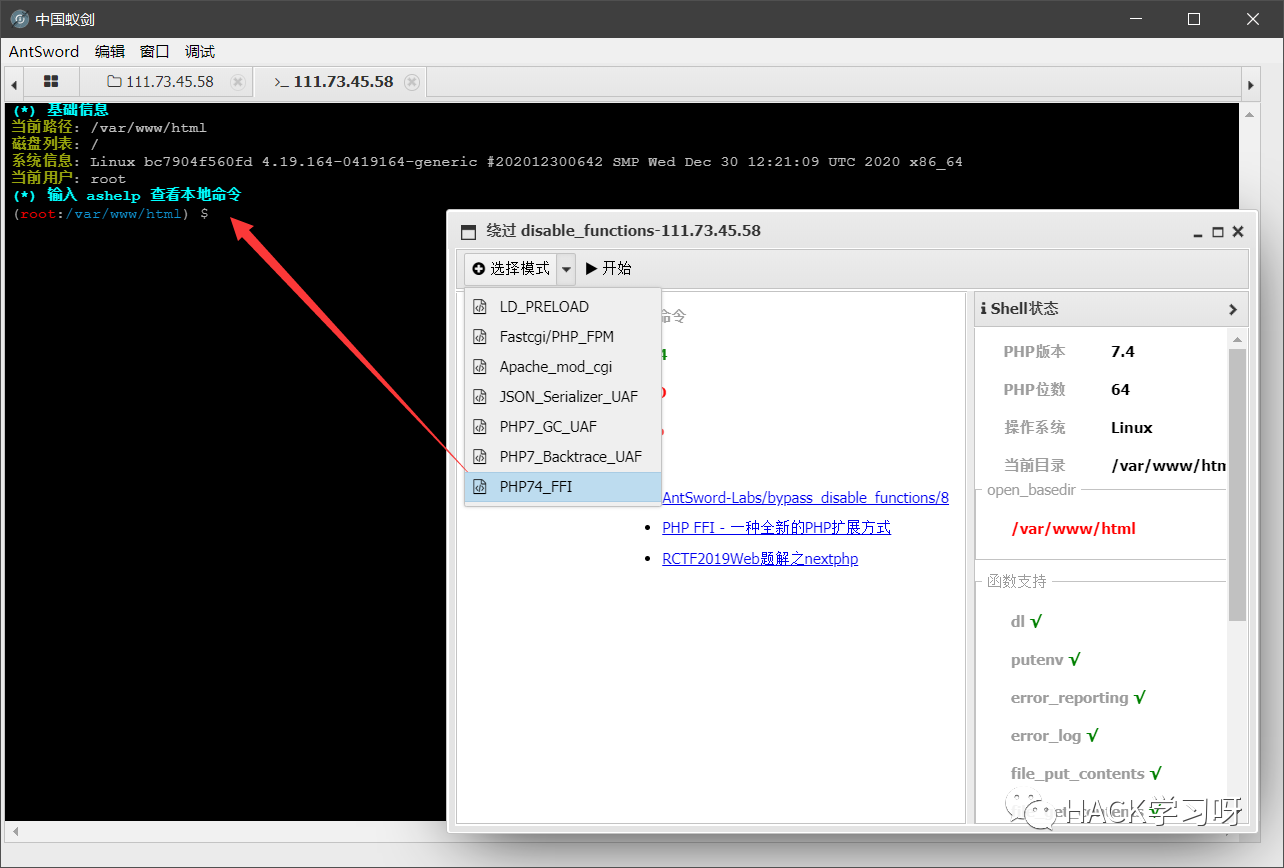 中国蚁剑
AntSword 编辑 窗口 调试
111.73.45.58 >_ 111.73.45.58
(*) 基础信息
当前路径: /var/www/html
磁盘列表: /
系统信息: Linux bc7904f560fd 4.19.164-0419164-generic #202012300642 SMP Wed Dec 30 12:21:09 UTC 2020 x86_64
当前用户: root
(*) 输入 ashelp 查看本地命令
(root:/var/www/html) $
绕过 disable_functions-111.73.45.58
选择模式 开始
LD_PRELOAD
Fastcgi/PHP_FPM
Apache_mod_cgi
JSON_Serializer_UAF
PHP7_GC_UAF
PHP7_Backtrace_UAF
PHP74_FFI
命令
4
AntSword-Labs/bypass_disable_functions/8
PHP FFI - 一种全新的PHP扩展方式
RCTF2019Web题解之nextphp
Shell状态
PHP版本 7.4
PHP位数 64
操作系统 Linux
当前目录 /var/www/htm
open_basedir
/var/www/html
函数支持
dl √
putenv √
error_reporting √
error_log √
file_put_contents √
HACK学习呀